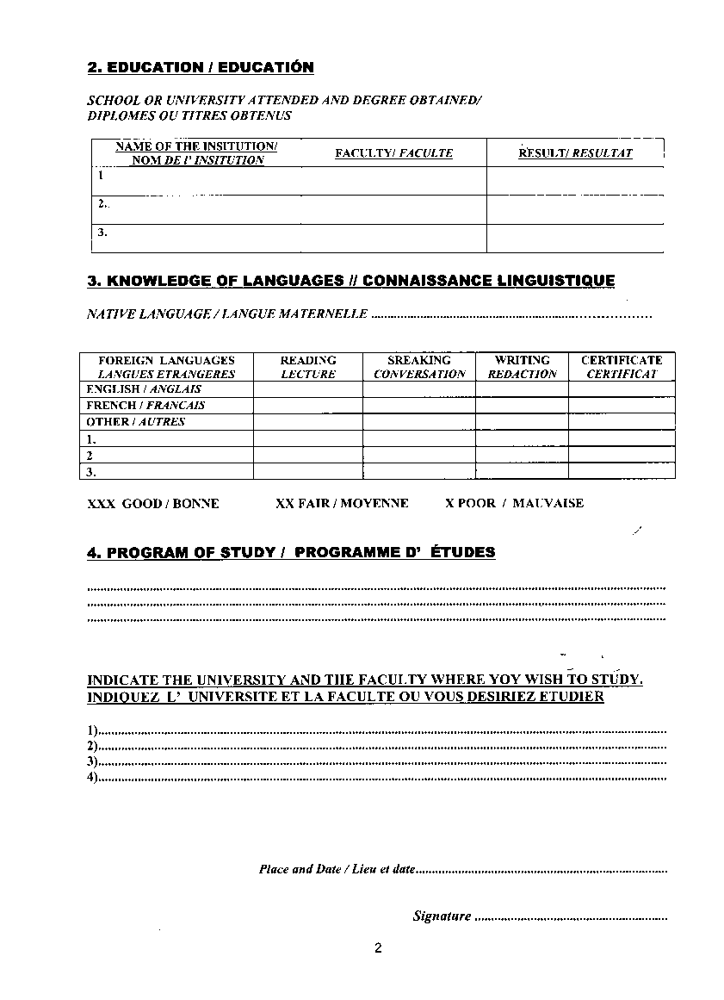 2. EDUCATION / EDUCATIÓN
SCHOOL OR UNIVERSITY ATTENDED AND DEGREE OBTAINED/
DIPLOMES OU TITRES OBTENUS
NAME OF THE INSITUTION/
NOM DE l' INSITUTION
FACULTY/ FACULTE
RESULT/ RESULTAT
1
2.
3.
3. KNOWLEDGE OF LANGUAGES // CONNAISSANCE LINGUISTIQUE
NATIVE LANGUAGE / LANGUE MATERNELLE ................................................................................
FOREIGN LANGUAGES READING SREAKING WRITING CERTIFICATE
LANGUES ETRANGERES LECTURE CONVERSATION REDACTION CERTIFICAT
ENGLISH / ANGLAIS
FRENCH / FRANCAIS
OTHER / AUTRES
1.
2
3.
XXX GOOD / BONNE XX FAIR / MOYENNE X POOR / MAUVAISE
4. PROGRAM OF STUDY / PROGRAMME D' ÉTUDES
INDICATE THE UNIVERSITY AND THE FACULTY WHERE YOY WISH TO STUDY.
INDIQUEZ L' UNIVERSITE ET LA FACULTE OU VOUS DESIRIEZ ETUDIER
1)................................................................................
2)................................................................................
3)................................................................................
4)................................................................................
Place and Date / Lieu et date................................................................................
Signature ............................................................
2